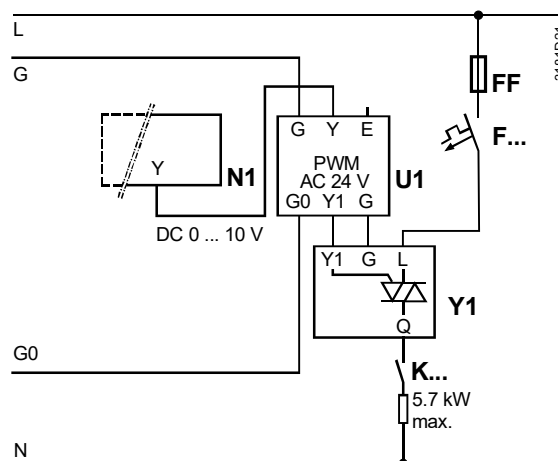 L
G
FF
G Y E
F...
Y
N1
PWM
AC 24 V
U1
G0 Y1 G
DC 0 ... 10 V
Y1 G L
Y1
Q
G0
K...
5.7 kW
max.
N